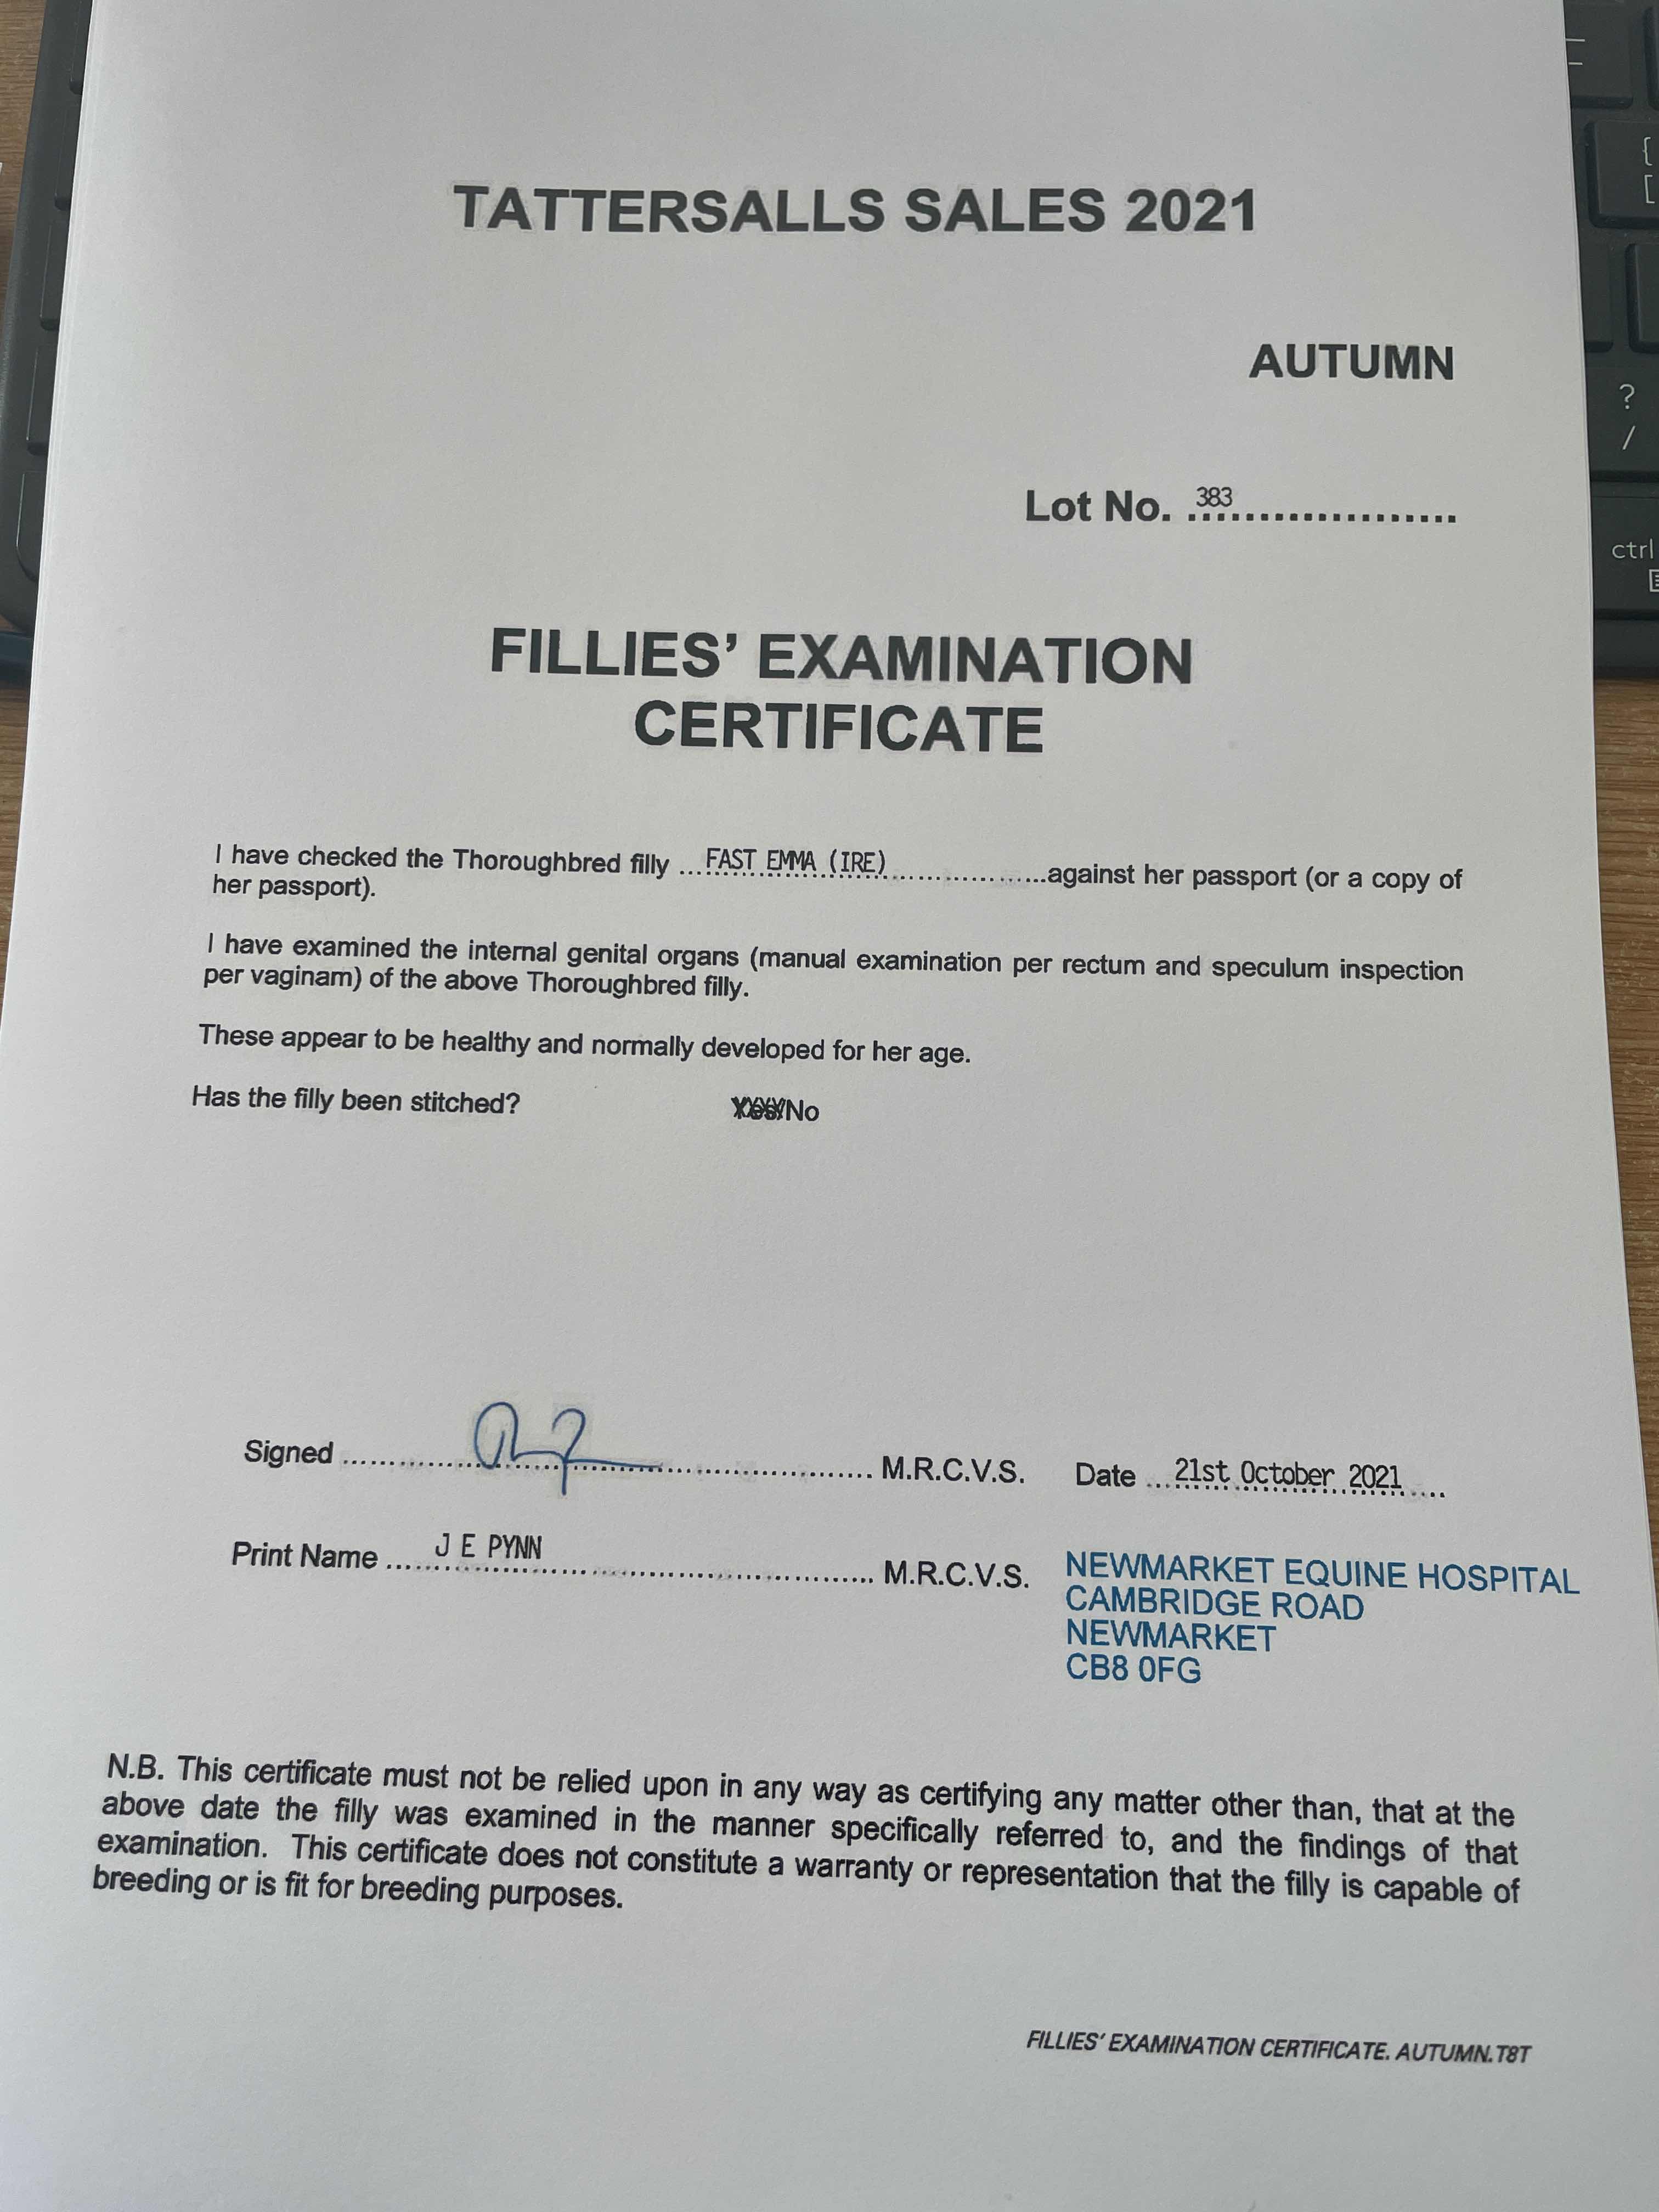 TATTERSALLS SALES 2021
AUTUMN
Lot No. ...383...................
FILLIES’ EXAMINATION
CERTIFICATE
I have checked the Thoroughbred filly ...FAST EMMA (IRE)......................against her passport (or a copy of
her passport).
I have examined the internal genital organs (manual examination per rectum and speculum inspection
per vaginam) of the above Thoroughbred filly.
These appear to be healthy and normally developed for her age.
Has the filly been stitched? Yes/No
Signed ........................................ M.R.C.V.S. Date ...21st October 2021....
Print Name .....J E PYNN................................... M.R.C.V.S.
NEWMARKET EQUINE HOSPITAL
CAMBRIDGE ROAD
NEWMARKET
CB8 0FG
N.B. This certificate must not be relied upon in any way as certifying any matter other than, that at the
above date the filly was examined in the manner specifically referred to, and the findings of that
examination. This certificate does not constitute a warranty or representation that the filly is capable of
breeding or is fit for breeding purposes.
FILLIES’ EXAMINATION CERTIFICATE. AUTUMN.T8T
{
[
?
/
ctrl